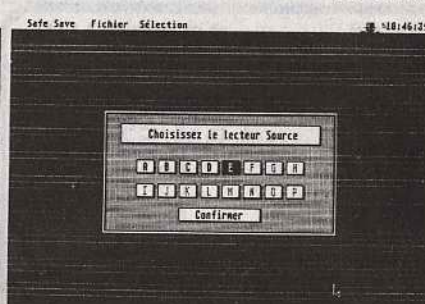 Safe Save Fichier Sélection
Choisissez le lecteur Source
A B C D E F G H
I J K L M N O P
Confirmer